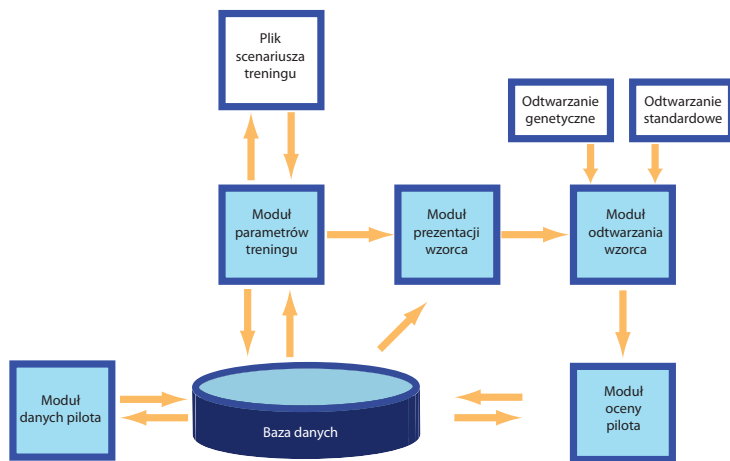 Plik
scenariusza
treningu
Odtwarzanie
genetyczne
Odtwarzanie
standardowe
Moduł
parametrów
treningu
Moduł
prezentacji
wzorca
Moduł
odtwarzania
wzorca
Moduł
danych pilota
Baza danych
Moduł
oceny
pilota